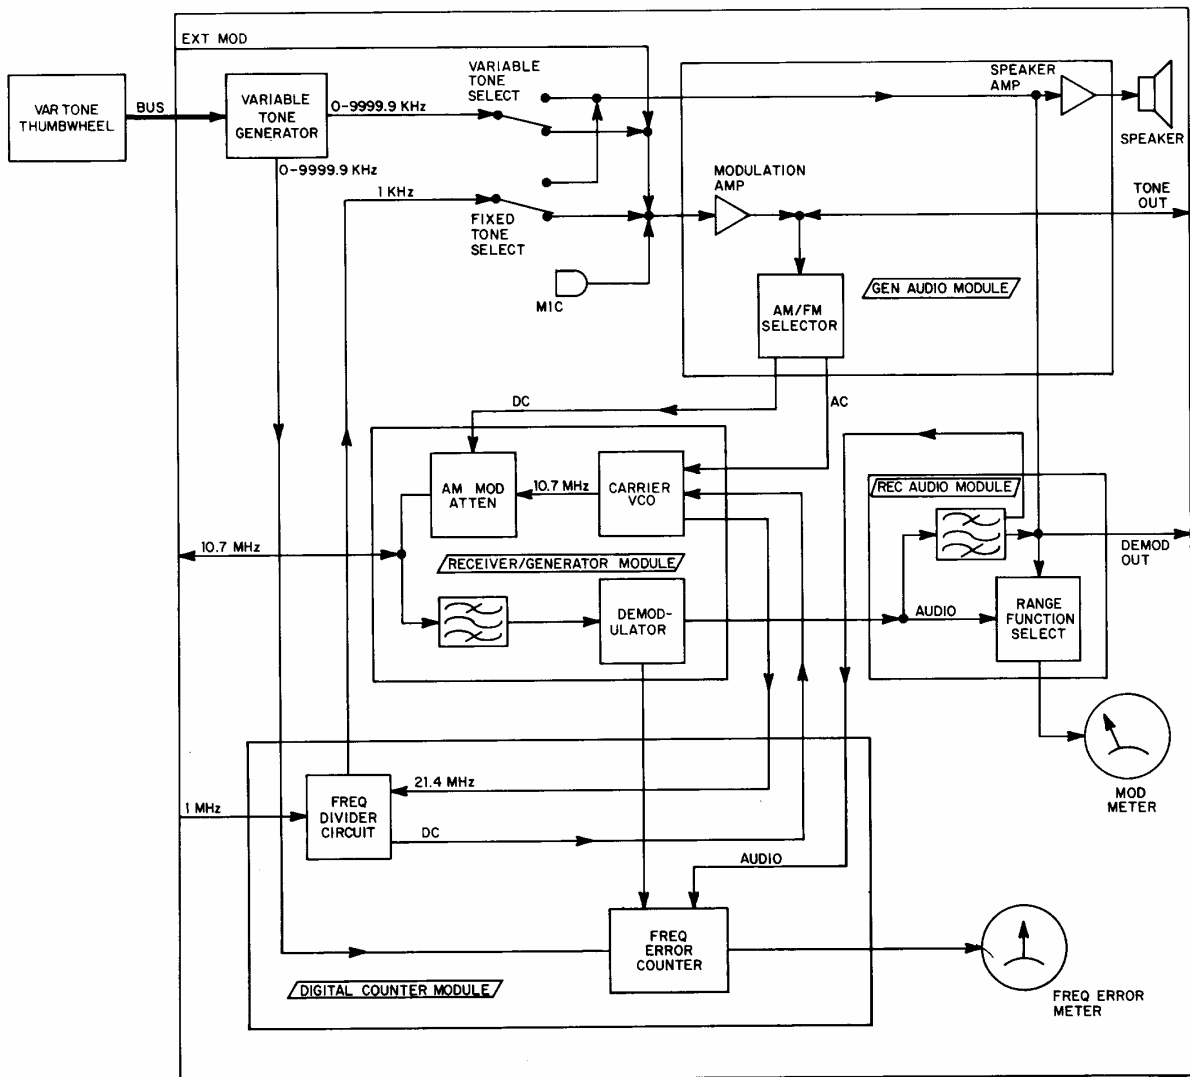 EXT MOD
VAR TONE
THUMBWHEEL
BUS
VARIABLE
TONE
GENERATOR
0-9999.9 KHz
0-9999.9 KHz
VARIABLE
TONE
SELECT
1 KHz
FIXED
TONE
SELECT
MIC
SPEAKER
AMP
SPEAKER
MODULATION
AMP
TONE
OUT
AM/FM
SELECTOR
GEN AUDIO MODULE
DC
AC
AM MOD
ATTEN
10.7 MHz
CARRIER
VCO
REC AUDIO MODULE
10.7 MHz
RECEIVER/GENERATOR MODULE
DEMOD
OUT
DEMOD-
ULATOR
AUDIO
RANGE
FUNCTION
SELECT
MOD
METER
1 MHz
FREQ
DIVIDER
CIRCUIT
21.4 MHz
DC
AUDIO
FREQ
ERROR
COUNTER
DIGITAL COUNTER MODULE
FREQ ERROR
METER